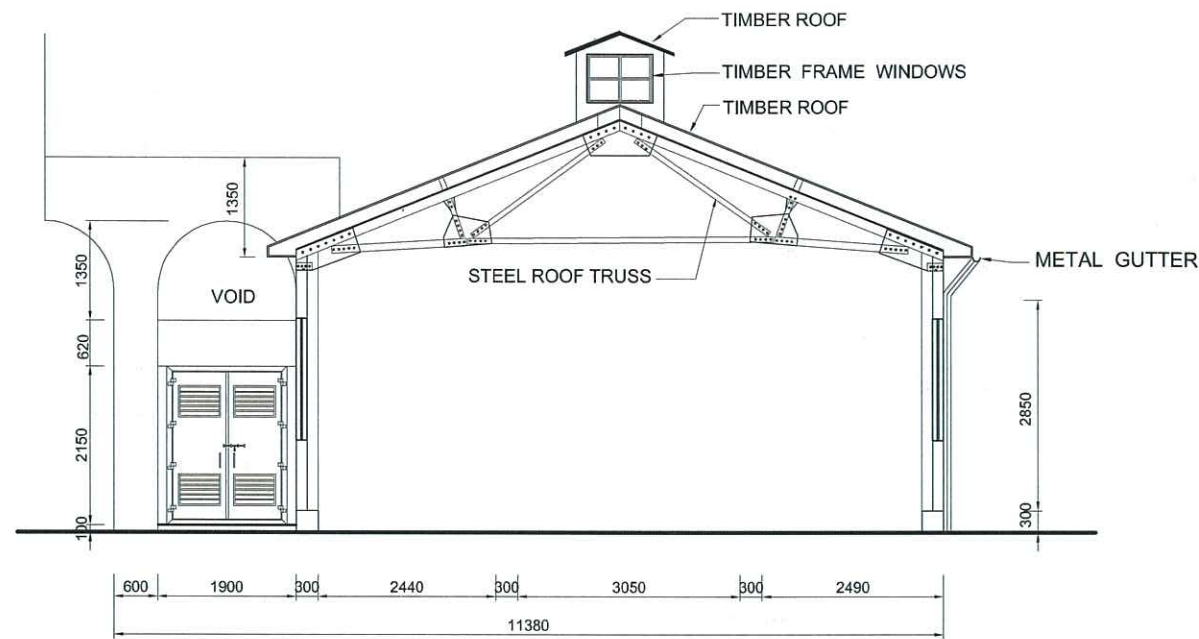 TIMBER ROOF
TIMBER FRAME WINDOWS
TIMBER ROOF
1350
1350
STEEL ROOF TRUSS
METAL GUTTER
VOID
620
2850
2150
100
300
600 1900 300 2440 300 3050 300 2490
11380